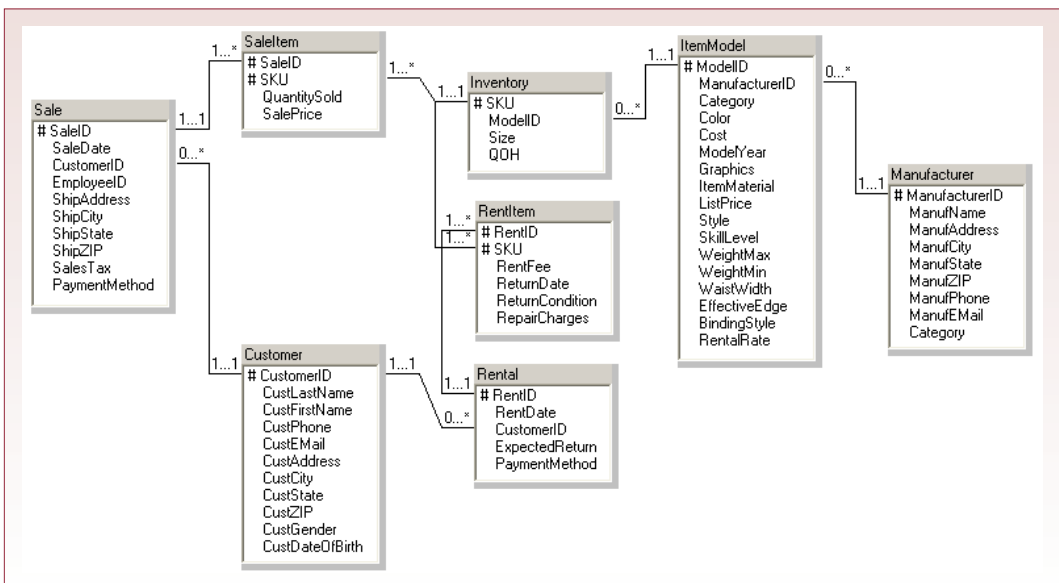 Sale
# SaleID
SaleDate
CustomerID
EmployeeID
ShipAddress
ShipCity
ShipState
ShipZIP
SalesTax
PaymentMethod
1...1
0...*
1...*
SaleItem
# SaleID
# SKU
QuantitySold
SalePrice
1...*
Customer
# CustomerID
CustLastName
CustFirstName
CustPhone
CustEMail
CustAddress
CustCity
CustState
CustZIP
CustGender
CustDateOfBirth
1...1
1...1
Inventory
# SKU
ModelID
Size
QOH
1...1
0...*
RentItem
# RentID
# SKU
RentFee
ReturnDate
ReturnCondition
RepairCharges
1...*
1...*
Rental
# RentID
RentDate
CustomerID
ExpectedReturn
PaymentMethod
1...1
0...*
ItemModel
# ModelID
ManufacturerID
Category
Color
Cost
ModelYear
Graphics
ItemMaterial
ListPrice
Style
SkillLevel
WeightMax
WeightMin
WaistWidth
EffectiveEdge
BindingStyle
RentalRate
1...1
0...*
Manufacturer
# ManufacturerID
ManufName
ManufAddress
ManufCity
ManufState
ManufZIP
ManufPhone
ManufEMail
Category
1...1